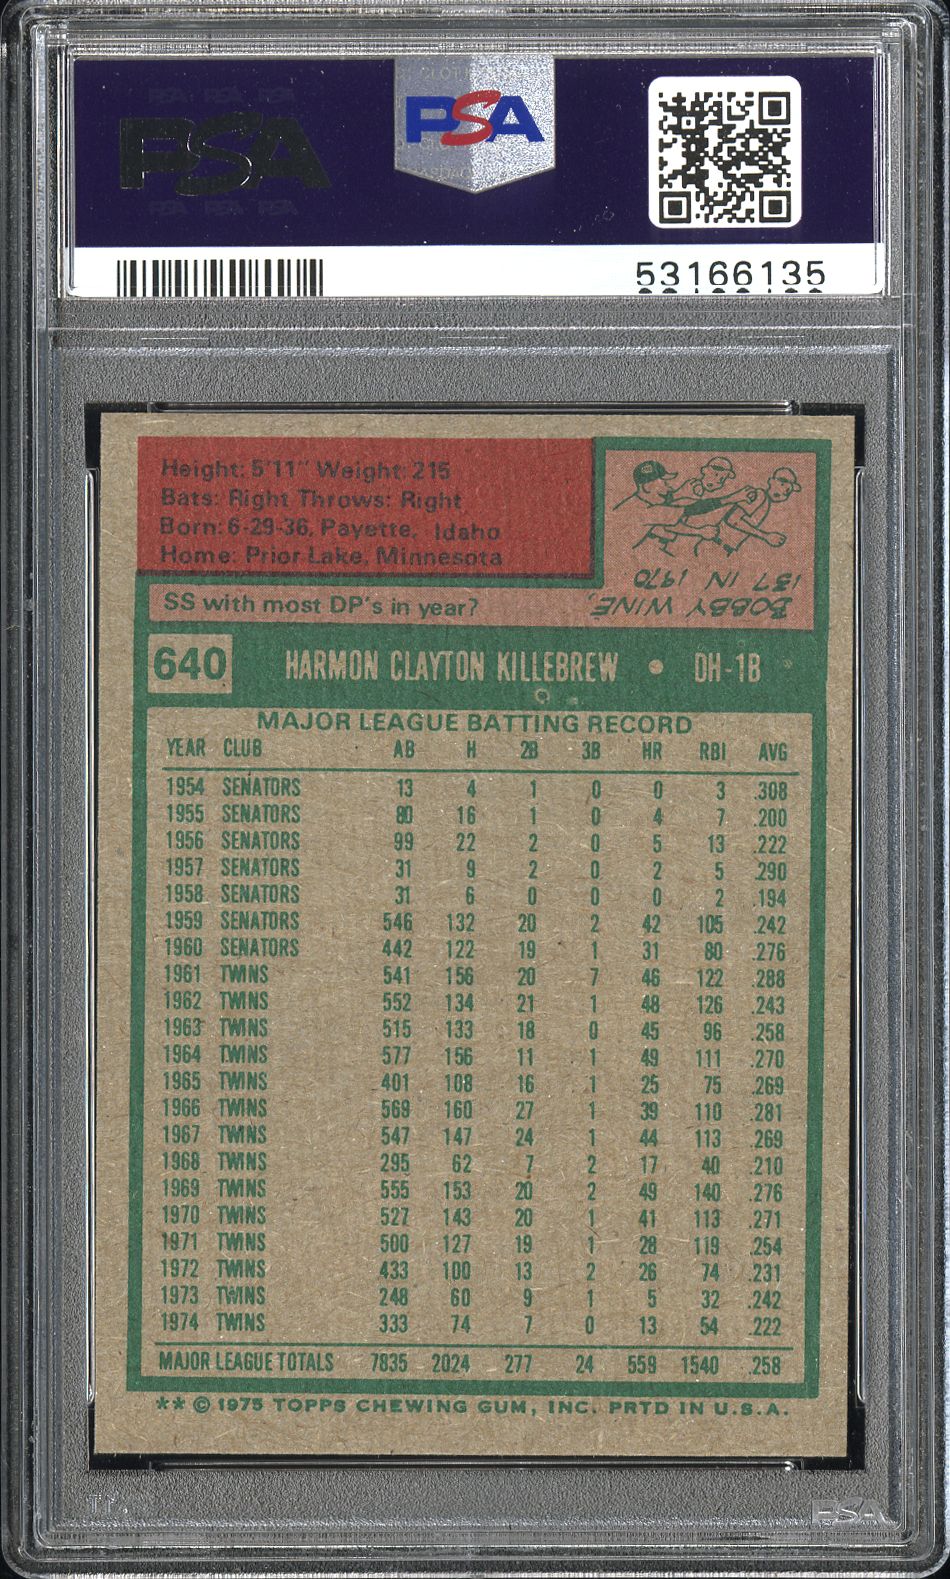 PSA
PSA
53166135
Height: 5'11" Weight: 215
Bats: Right Throws: Right
Born: 6-29-36, Payette, Idaho
Home: Prior Lake, Minnesota
SS with most DP's in year?
BOBBY WINE,
137 IN 1970
640 HARMON CLAYTON KILLEBREW • DH-1B
MAJOR LEAGUE BATTING RECORD
YEAR CLUB AB H 2B 3B HR RBI AVG
1954 SENATORS 13 4 1 0 0 3 .308
1955 SENATORS 80 16 1 0 4 7 .200
1956 SENATORS 99 22 2 0 5 13 .222
1957 SENATORS 31 9 2 0 2 5 .290
1958 SENATORS 31 6 0 0 0 2 .194
1959 SENATORS 546 132 20 2 42 105 .242
1960 SENATORS 442 122 19 1 31 80 .276
1961 TWINS 541 156 20 7 46 122 .288
1962 TWINS 552 134 21 1 48 126 .243
1963 TWINS 515 133 18 0 45 96 .258
1964 TWINS 577 156 11 1 49 111 .270
1965 TWINS 401 108 16 1 25 75 .269
1966 TWINS 569 160 27 1 39 110 .281
1967 TWINS 547 147 24 1 44 113 .269
1968 TWINS 295 62 7 2 17 40 .210
1969 TWINS 555 153 20 2 49 140 .276
1970 TWINS 527 143 20 1 41 113 .271
1971 TWINS 500 127 19 1 28 119 .254
1972 TWINS 433 100 13 2 26 74 .231
1973 TWINS 248 60 9 1 5 32 .242
1974 TWINS 333 74 7 0 13 54 .222
MAJOR LEAGUE TOTALS 7835 2024 277 24 559 1540 .258
** © 1975 TOPPS CHEWING GUM, INC. PRTD IN U.S.A.
PSA